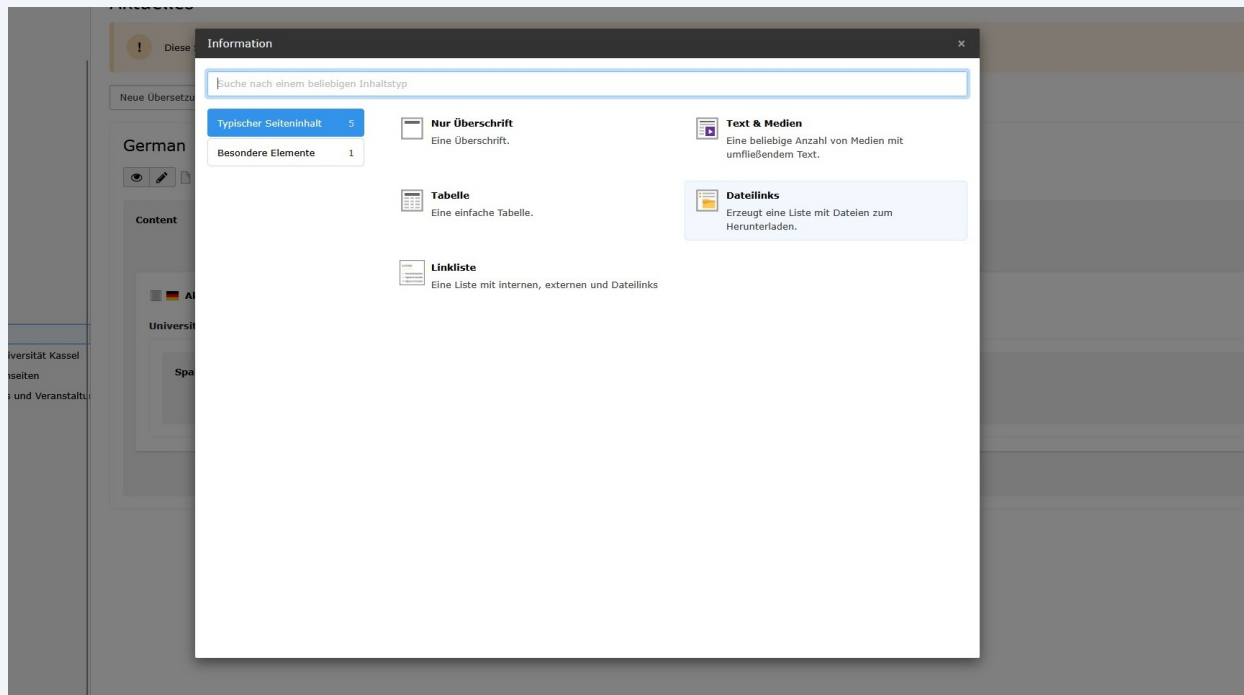 Diese
Neue Übersetzu
German
Content
Universit
Spa
iversität Kassel
nseiten
s und Veranstaltu
Information
×
Suche nach einem beliebigen Inhaltstyp
Typischer Seiteninhalt 5
Besondere Elemente 1
Nur Überschrift
Eine Überschrift.
Text & Medien
Eine beliebige Anzahl von Medien mit
umfließendem Text.
Tabelle
Eine einfache Tabelle.
Dateilinks
Erzeugt eine Liste mit Dateien zum
Herunterladen.
Linkliste
Eine Liste mit internen, externen und Dateilinks